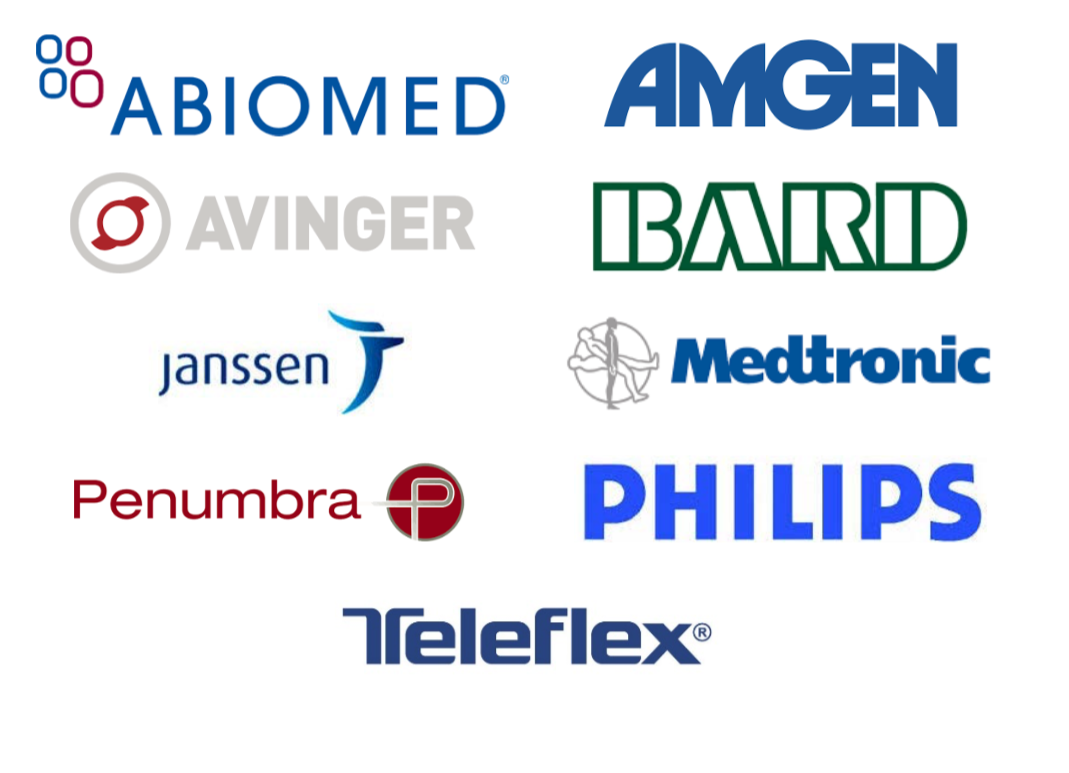 ABIOMED®
AMGEN
AVINGER
BARD
janssen
Medtronic
Penumbra P
PHILIPS
Teleflex®